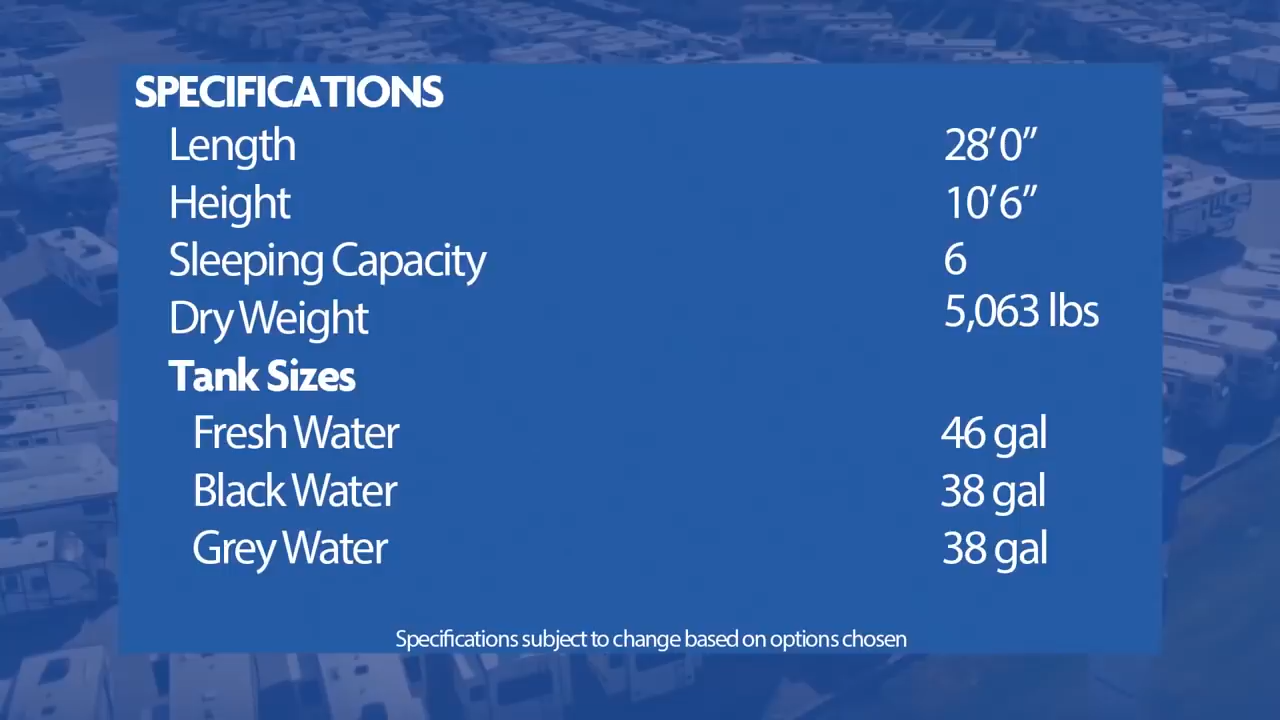 SPECIFICATIONS
Length 28’0”
Height 10’6”
Sleeping Capacity 6
Dry Weight 5,063 lbs
Tank Sizes
Fresh Water 46 gal
Black Water 38 gal
Grey Water 38 gal
Specifications subject to change based on options chosen